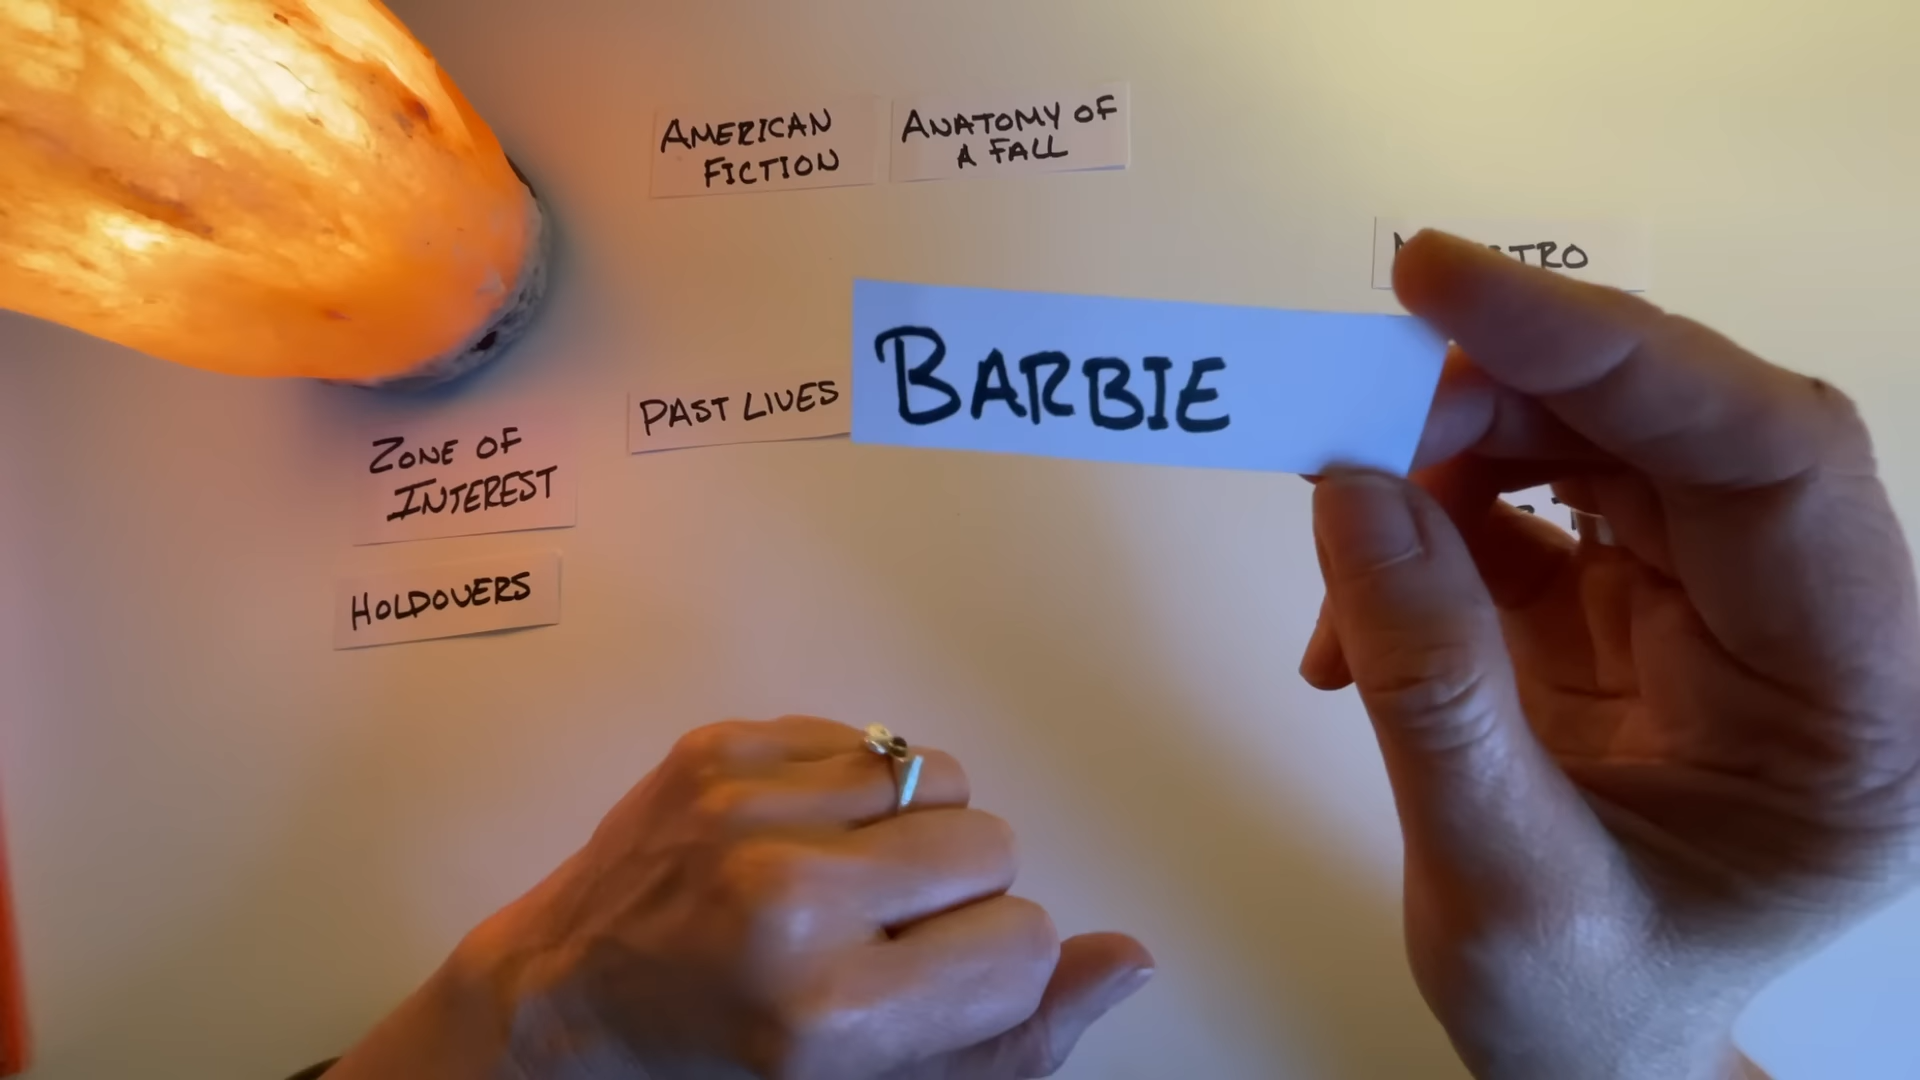 AMERICAN
FICTION
ANATOMY OF
A FALL
BARBIE
PAST LIVES
ZONE OF
INTEREST
HOLDOVERS